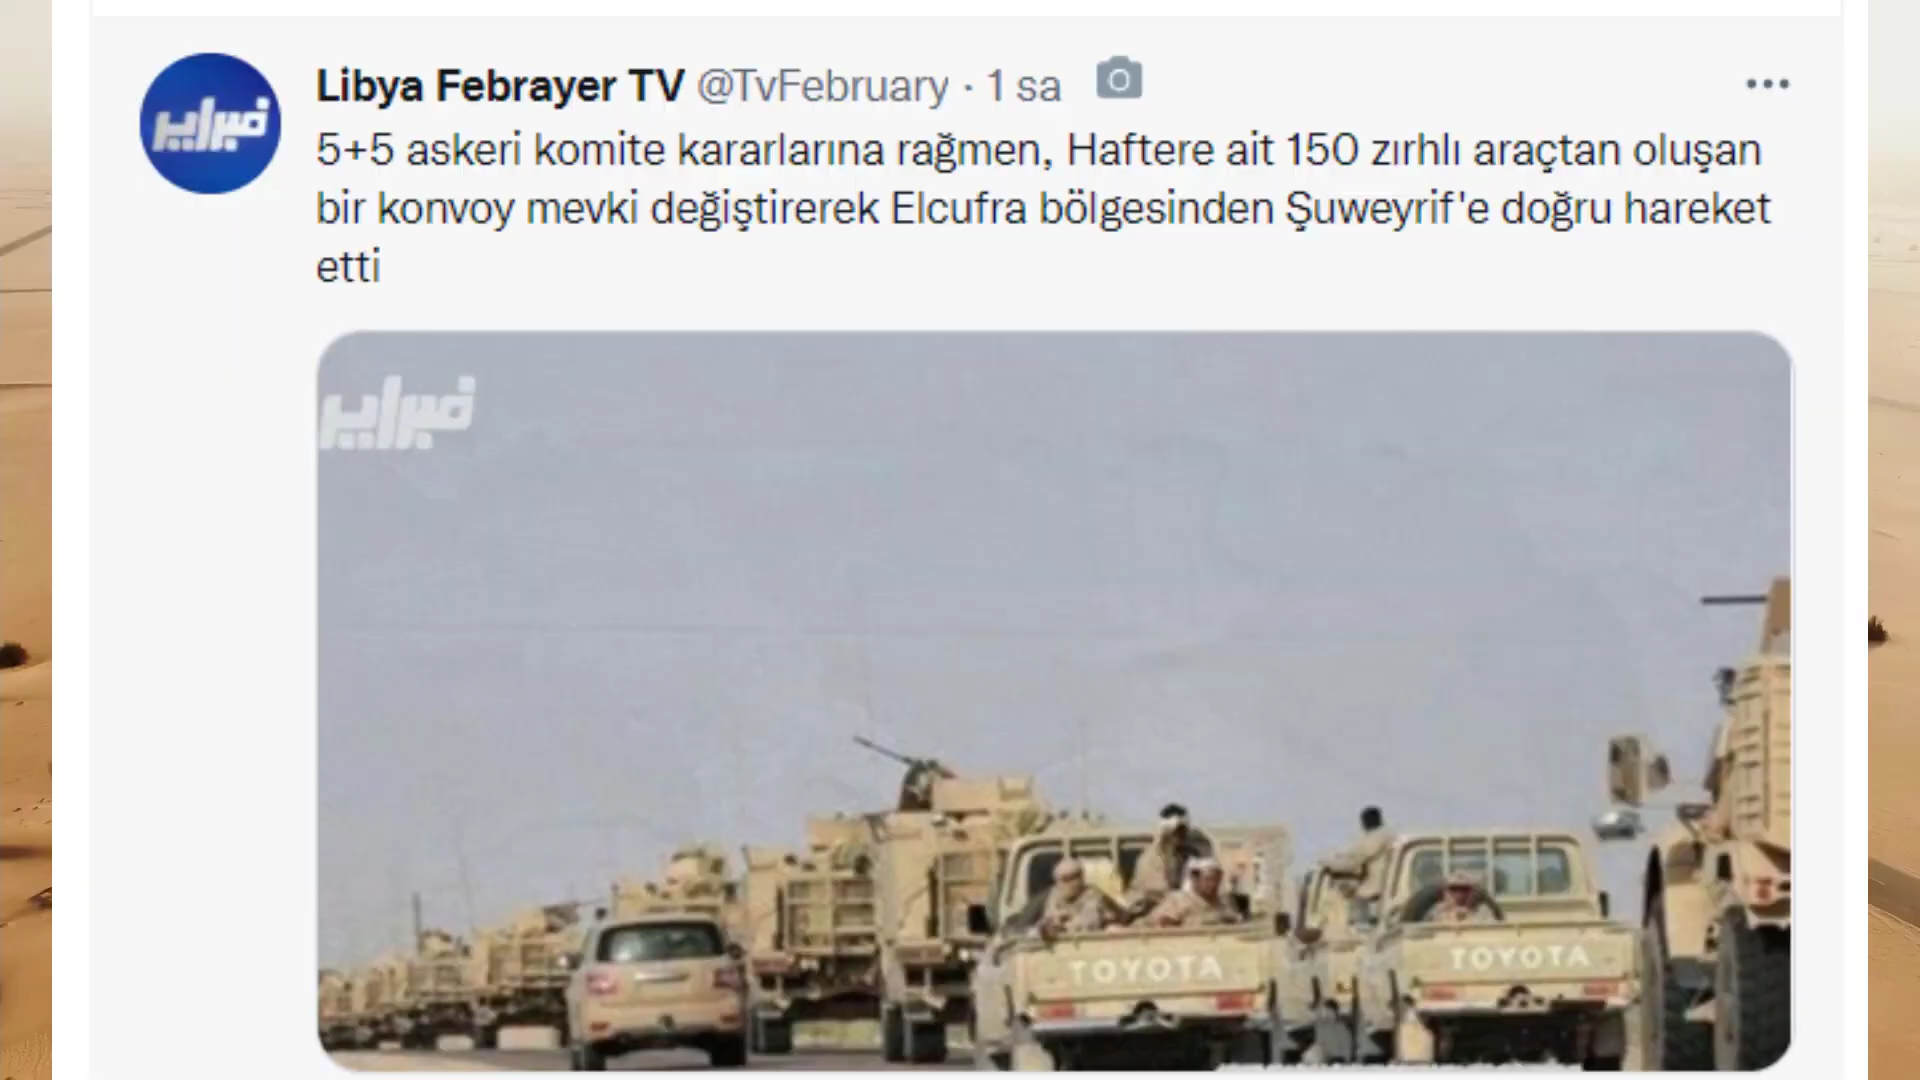 فبراير
Libya Febrayer TV @TvFebruary · 1 sa
5+5 askeri komite kararlarına rağmen, Haftere ait 150 zırhlı araçtan oluşan
bir konvoy mevki değiştirerek Elcufra bölgesinden Şuweyrif'e doğru hareket
etti
فبراير
TOYOTA
TOYOTA